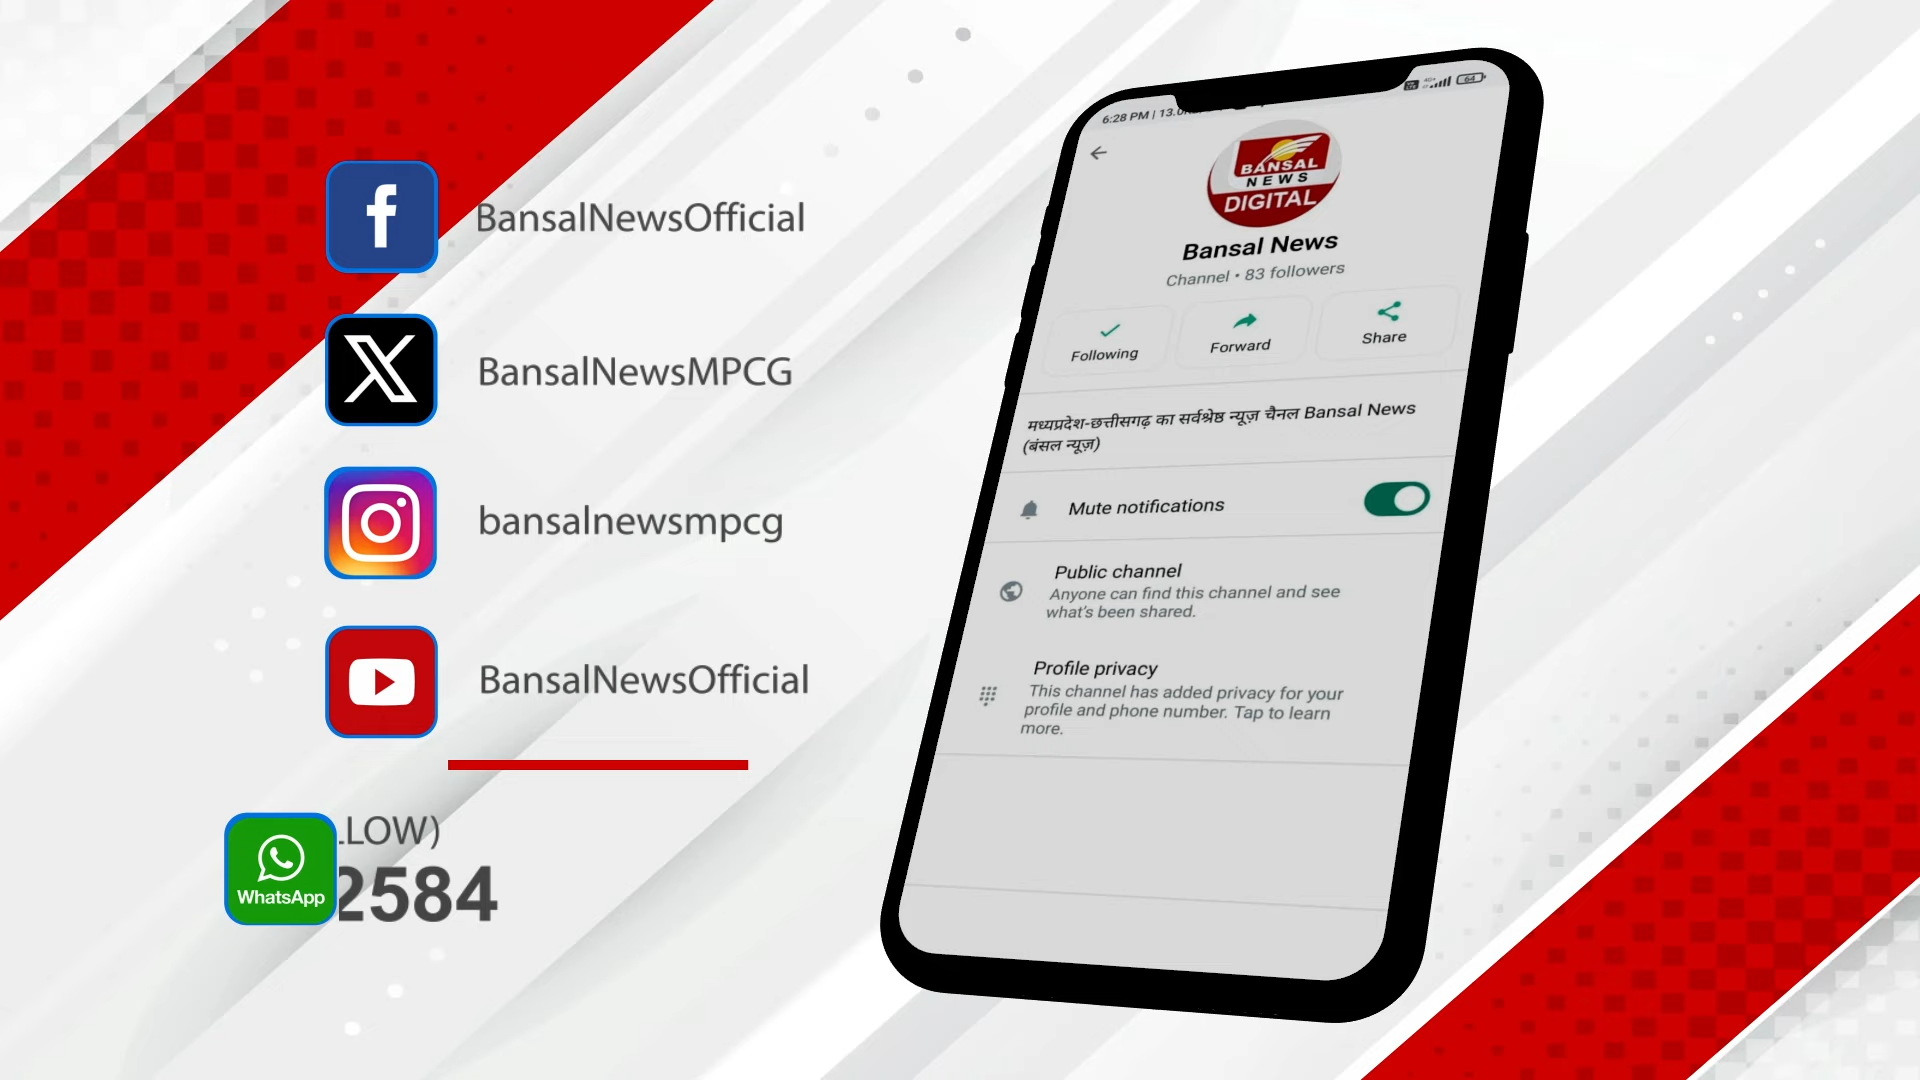 BansalNewsOfficial
BansalNewsMPCG
bansalnewsmpcg
BansalNewsOfficial
LLOW)
2584
WhatsApp
6:28 PM | 13.0
64
BANSAL
NEWS
DIGITAL
Bansal News
Channel • 83 followers
Following
Forward
Share
मध्यप्रदेश-छत्तीसगढ़ का सर्वश्रेष्ठ न्यूज़ चैनल Bansal News
(बंसल न्यूज़)
Mute notifications
Public channel
Anyone can find this channel and see
what's been shared.
Profile privacy
This channel has added privacy for your
profile and phone number. Tap to learn
more.